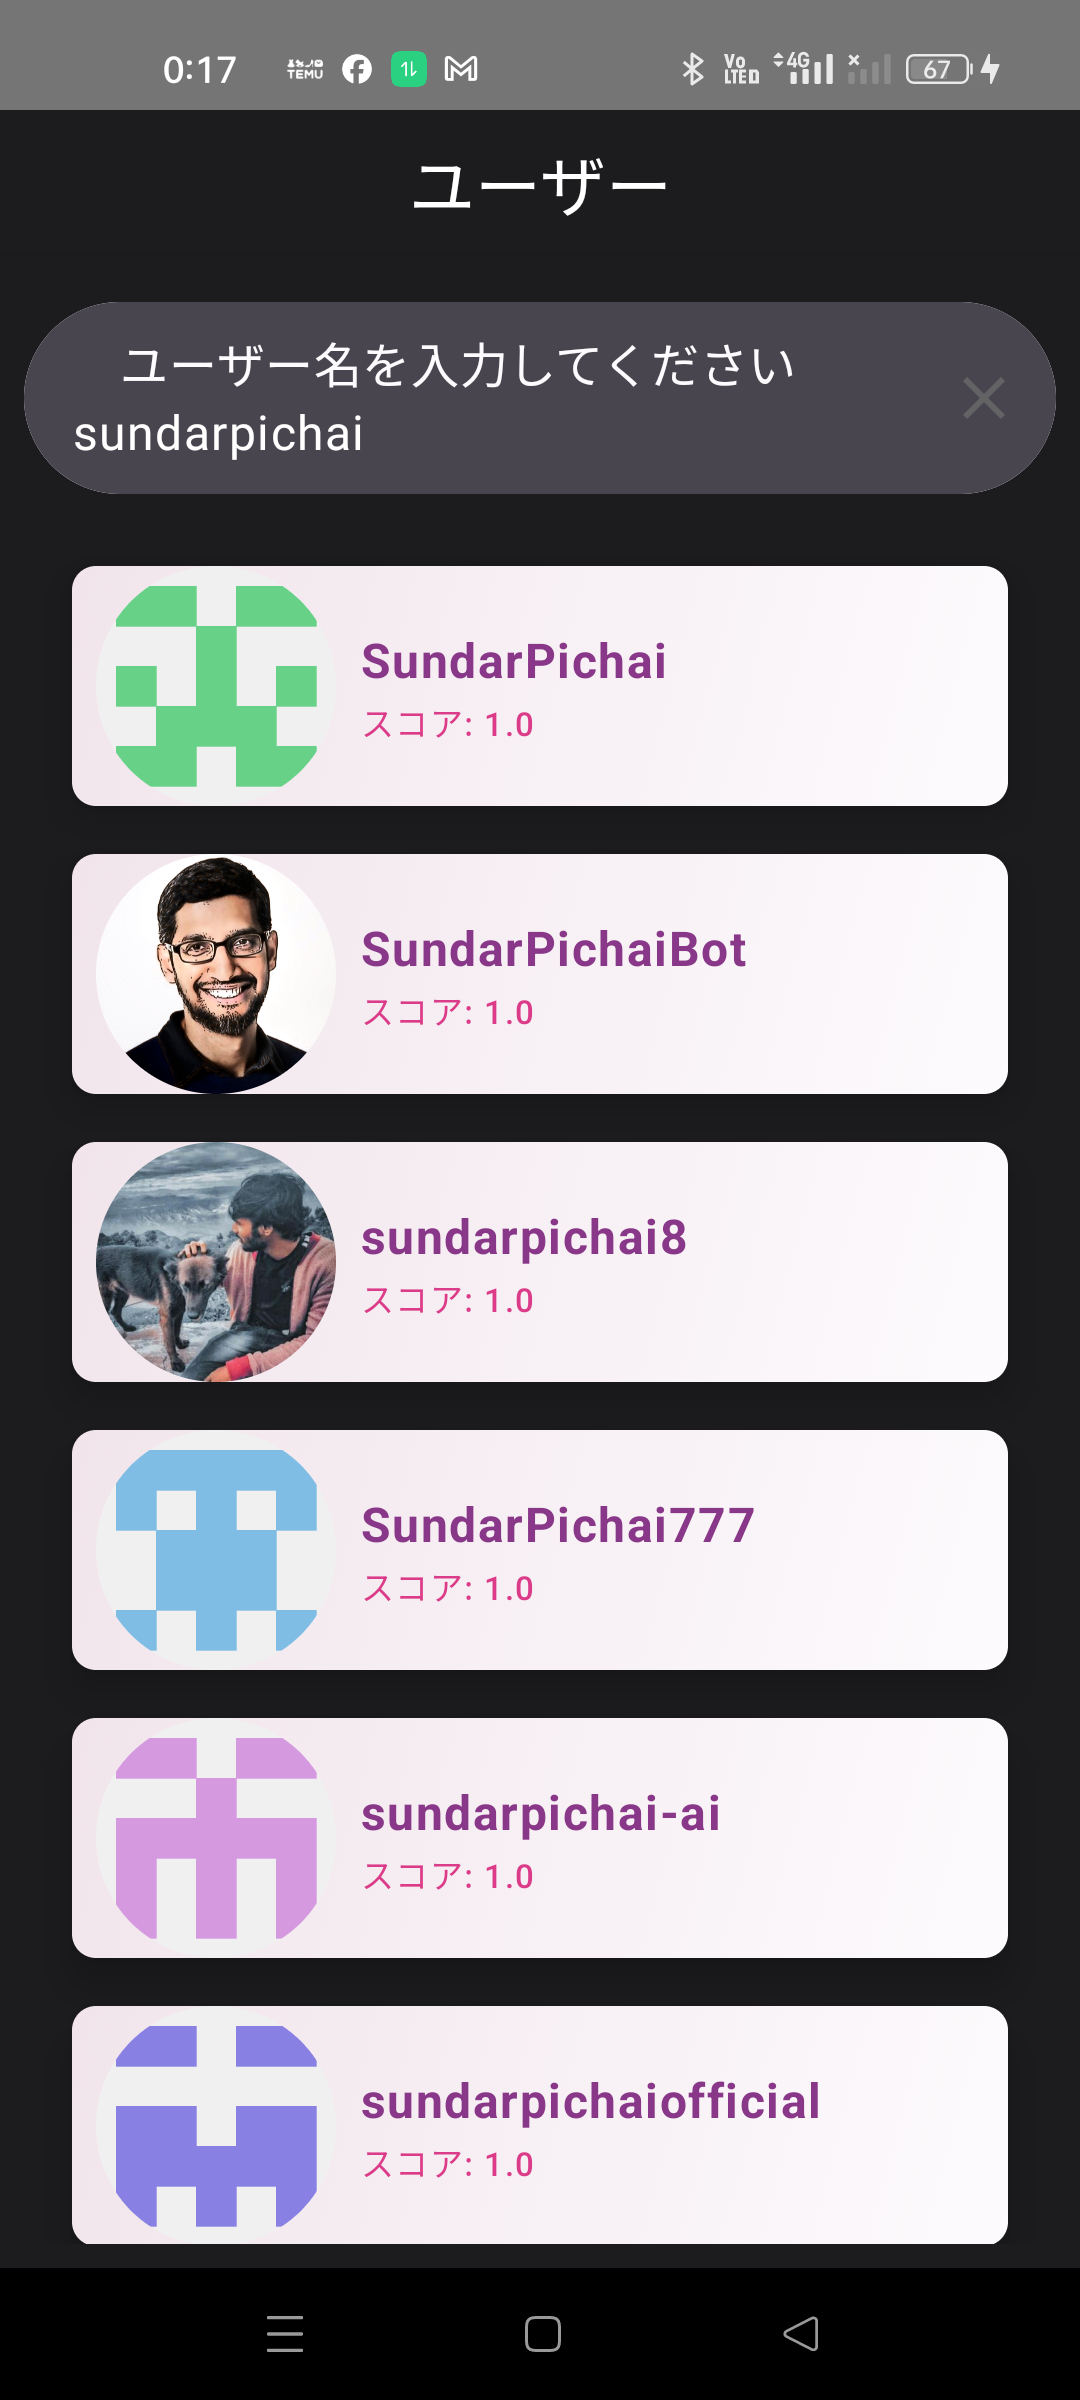 0:17
TEMU
Vo
LTE D
4G
67
ユーザー
ユーザー名を入力してください
sundarpichai
SundarPichai
スコア: 1.0
SundarPichaiBot
スコア: 1.0
sundarpichai8
スコア: 1.0
SundarPichai777
スコア: 1.0
sundarpichai-ai
スコア: 1.0
sundarpichaiofficial
スコア: 1.0